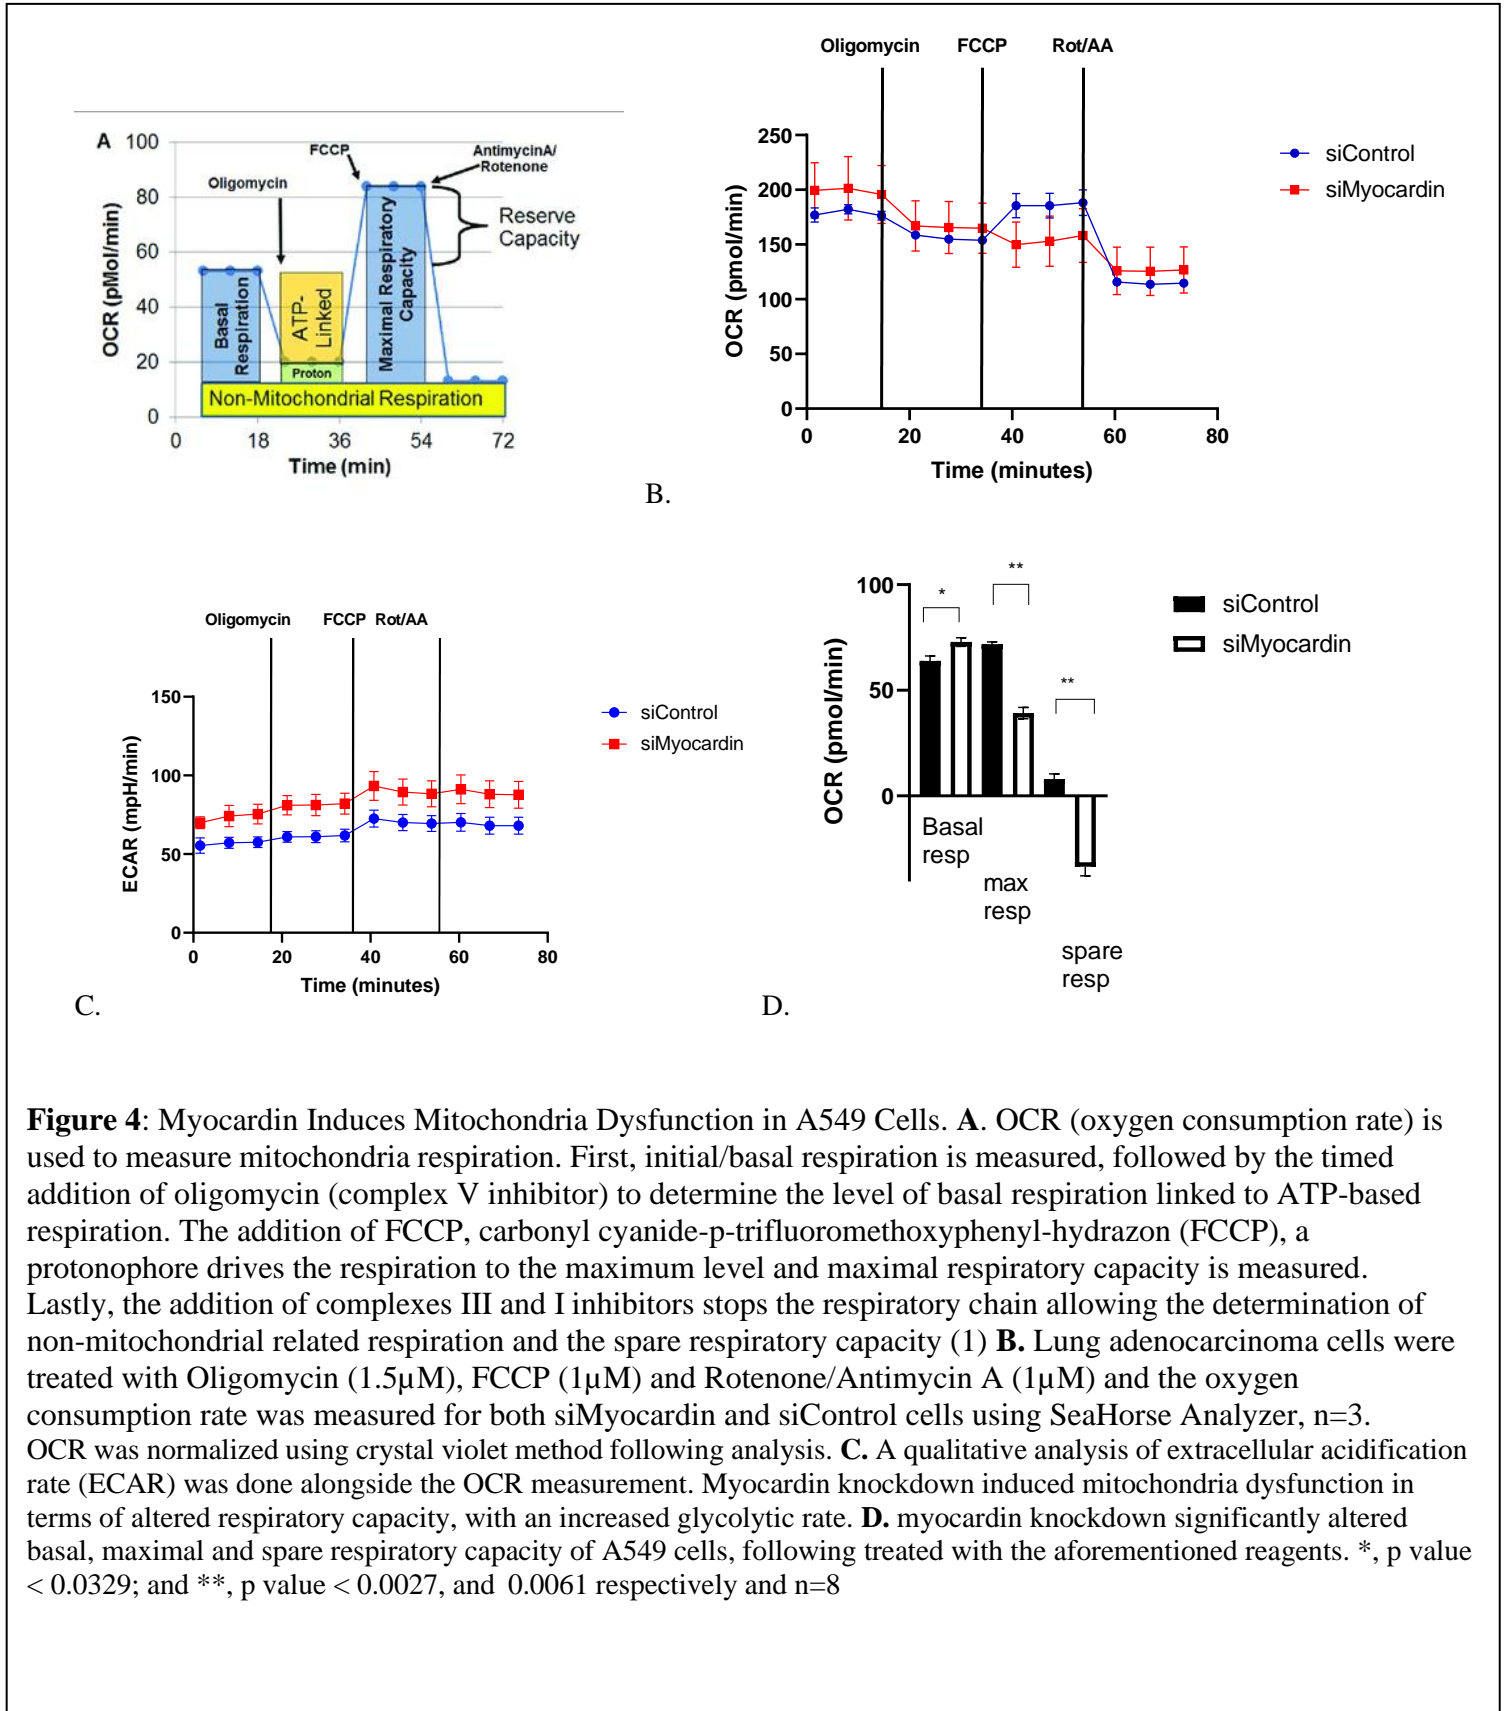 A
100
80
60
40
20
0
OCR (pMol/min)
Oligomycin
FCCP
AntimycinA/
Rotenone
Reserve
Capacity
Basal
Respiration
ATP-
Linked
Proton
Maximal Respiratory
Capacity
Non-Mitochondrial Respiration
0 18 36 54 72
Time (min)
Oligomycin FCCP Rot/AA
250
200
150
100
50
0
OCR (pmol/min)
0 20 40 60 80
Time (minutes)
siControl
siMyocardin
B.
Oligomycin FCCP Rot/AA
150
100
50
0
ECAR (mpH/min)
0 20 40 60 80
Time (minutes)
siControl
siMyocardin
C.
100
50
0
OCR (pmol/min)
*
**
**
Basal
resp
max
resp
spare
resp
siControl
siMyocardin
D.
Figure 4: Myocardin Induces Mitochondria Dysfunction in A549 Cells. A. OCR (oxygen consumption rate) is
used to measure mitochondria respiration. First, initial/basal respiration is measured, followed by the timed
addition of oligomycin (complex V inhibitor) to determine the level of basal respiration linked to ATP-based
respiration. The addition of FCCP, carbonyl cyanide-p-trifluoromethoxyphenyl-hydrazon (FCCP), a
protonophore drives the respiration to the maximum level and maximal respiratory capacity is measured.
Lastly, the addition of complexes III and I inhibitors stops the respiratory chain allowing the determination of
non-mitochondrial related respiration and the spare respiratory capacity (1) B. Lung adenocarcinoma cells were
treated with Oligomycin (1.5µM), FCCP (1µM) and Rotenone/Antimycin A (1µM) and the oxygen
consumption rate was measured for both siMyocardin and siControl cells using SeaHorse Analyzer, n=3.
OCR was normalized using crystal violet method following analysis. C. A qualitative analysis of extracellular acidification
rate (ECAR) was done alongside the OCR measurement. Myocardin knockdown induced mitochondria dysfunction in
terms of altered respiratory capacity, with an increased glycolytic rate. D. myocardin knockdown significantly altered
basal, maximal and spare respiratory capacity of A549 cells, following treated with the aforementioned reagents. *, p value
< 0.0329; and **, p value < 0.0027, and 0.0061 respectively and n=8